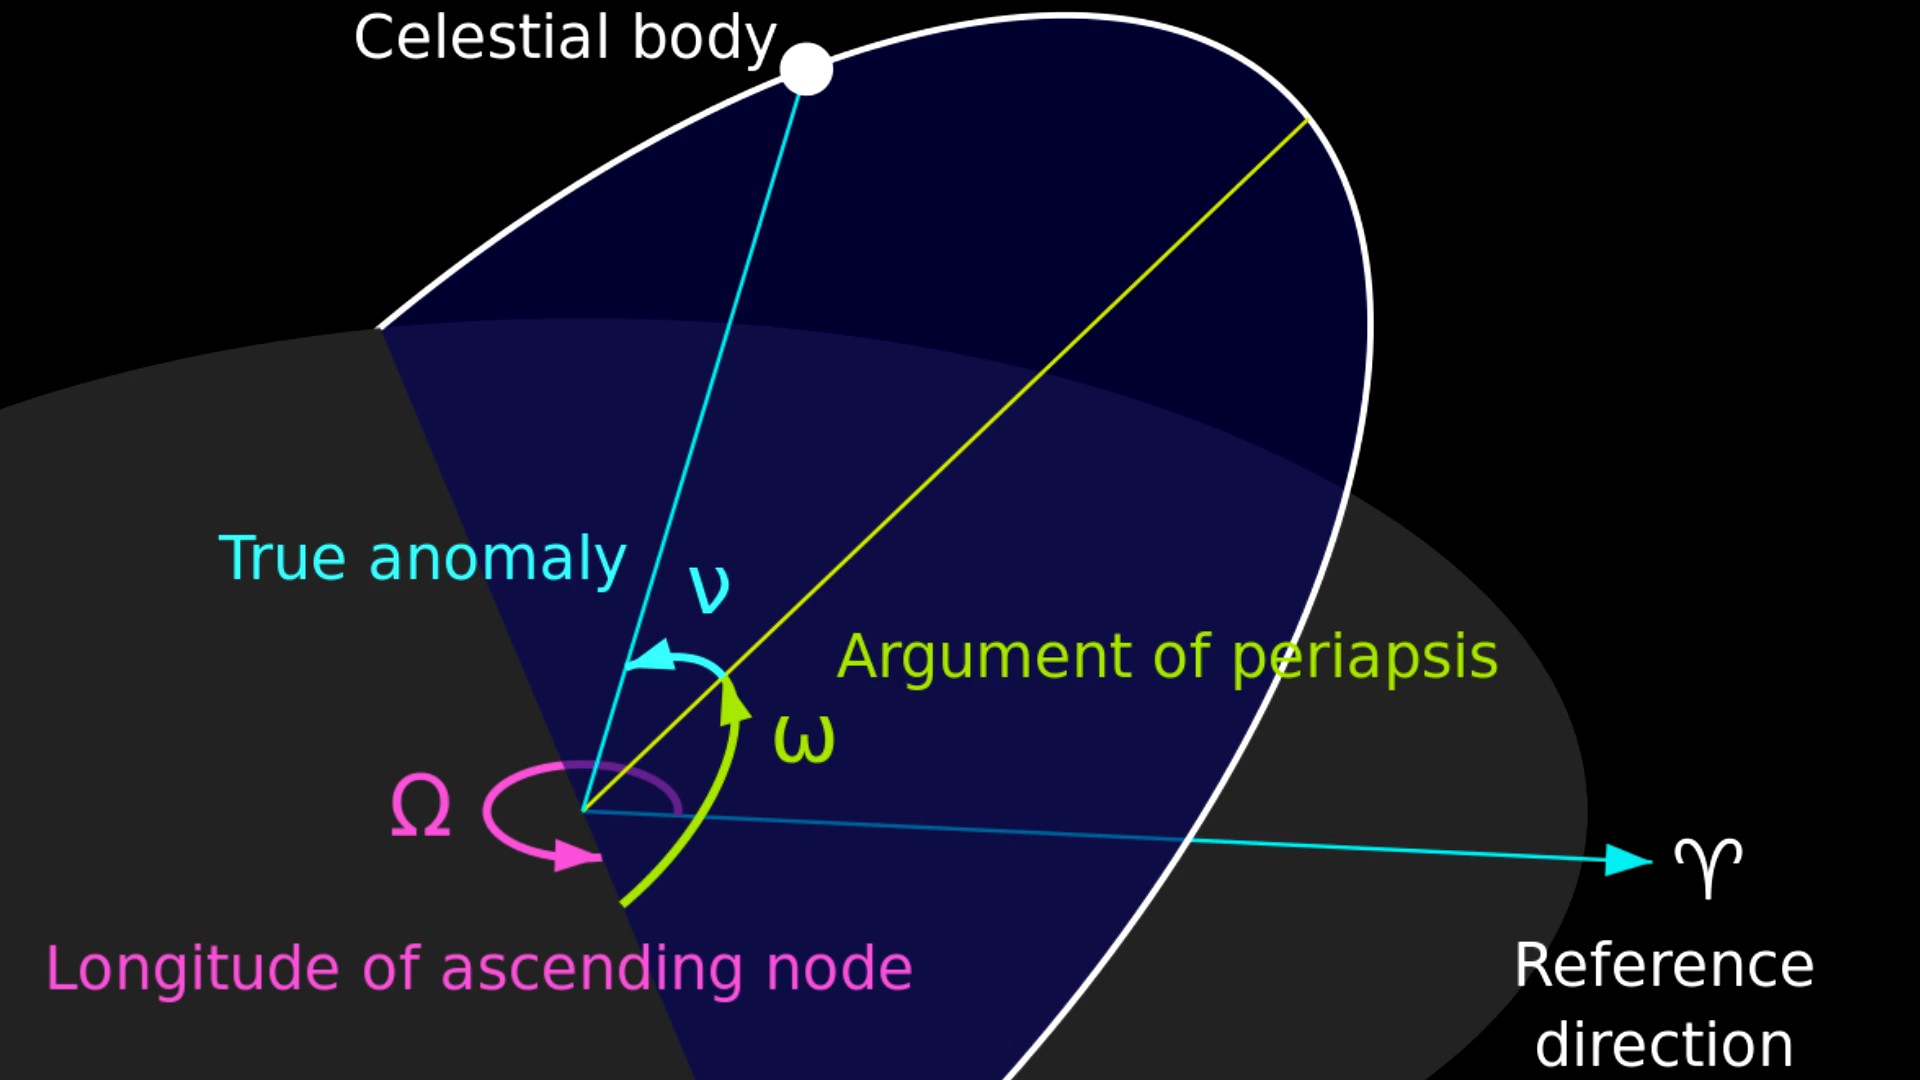 Celestial body
True anomaly
ν
Argument of periapsis
ω
Ω
♈
Longitude of ascending node
Reference
direction